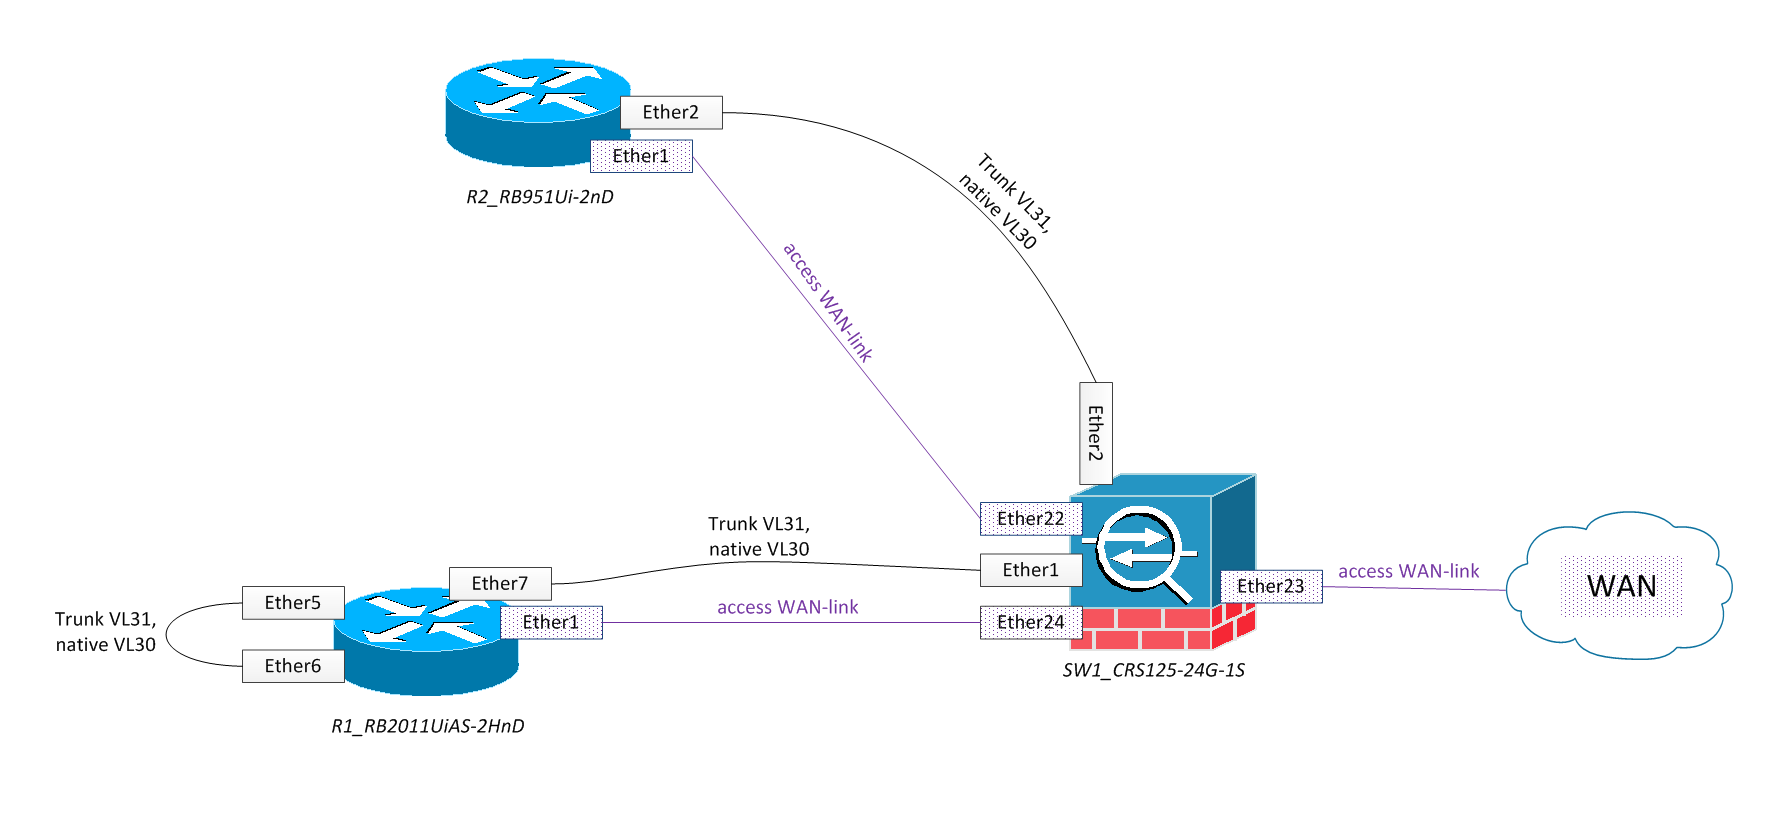 Ether2
Ether1
R2_RB951Ui-2nD
Trunk VL31,
native VL30
access WAN-link
Ether2
Ether22
Trunk VL31,
native VL30
Ether1
Ether7
Ether5
Trunk VL31,
native VL30
Ether6
Ether1
access WAN-link
Ether24
Ether23
access WAN-link
WAN
SW1_CRS125-24G-1S
R1_RB2011UiAS-2HnD